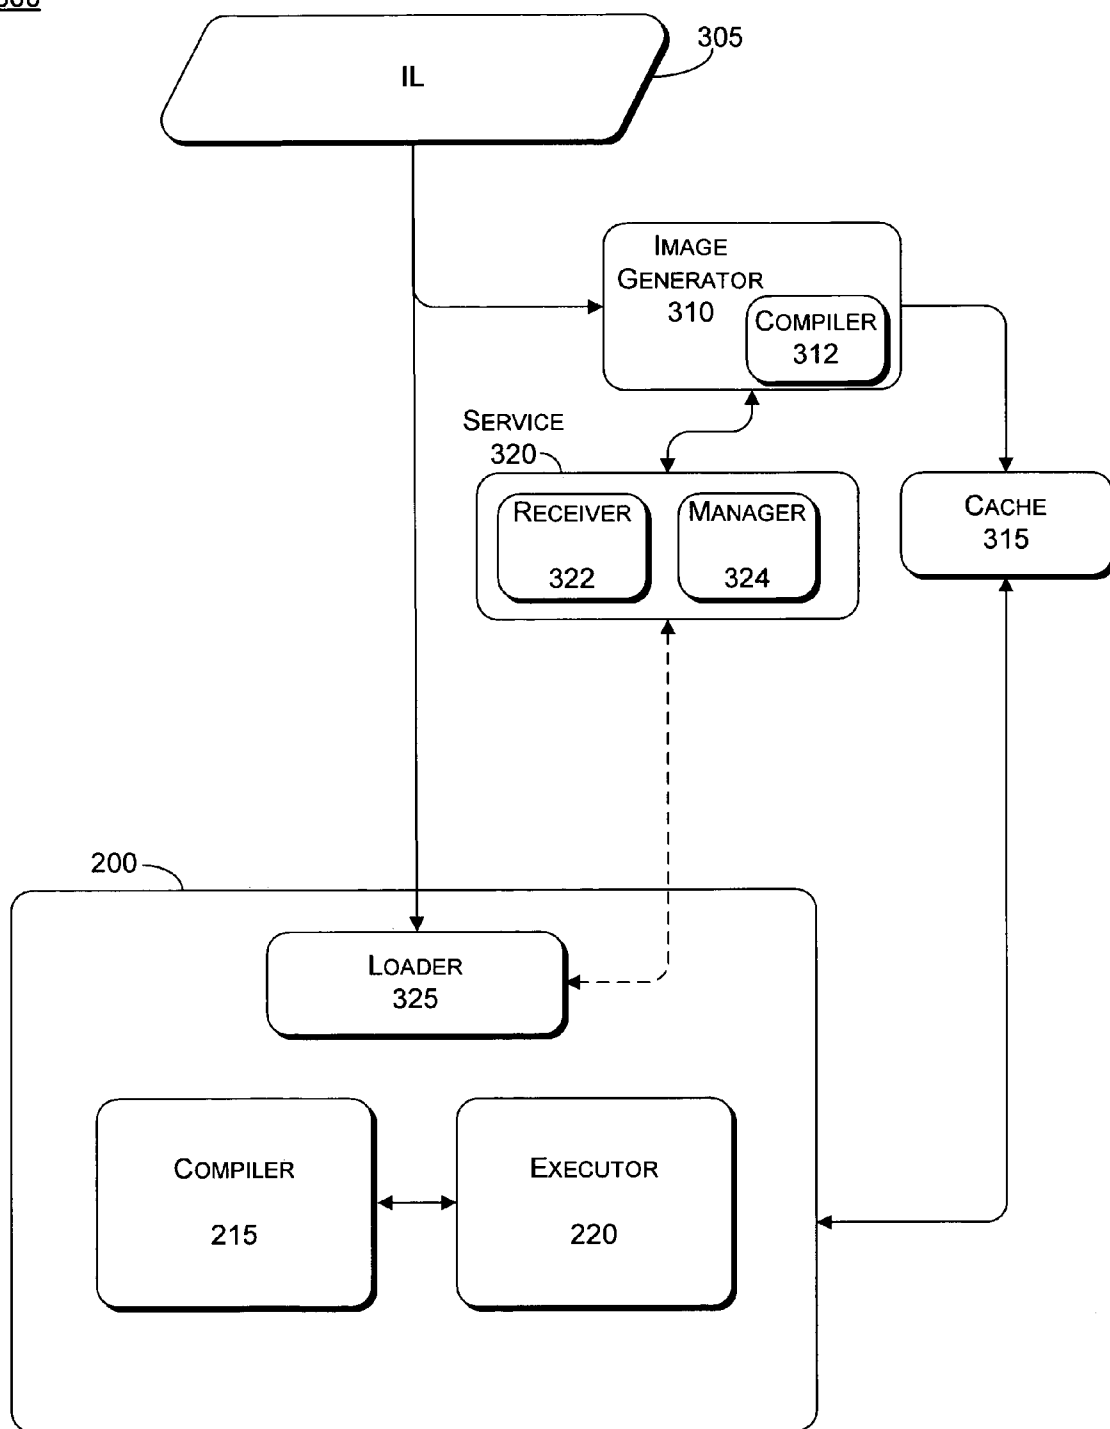 305
IL
IMAGE
GENERATOR
310
COMPILER
312
SERVICE
320
RECEIVER
322
MANAGER
324
CACHE
315
200
LOADER
325
COMPILER
215
EXECUTOR
220